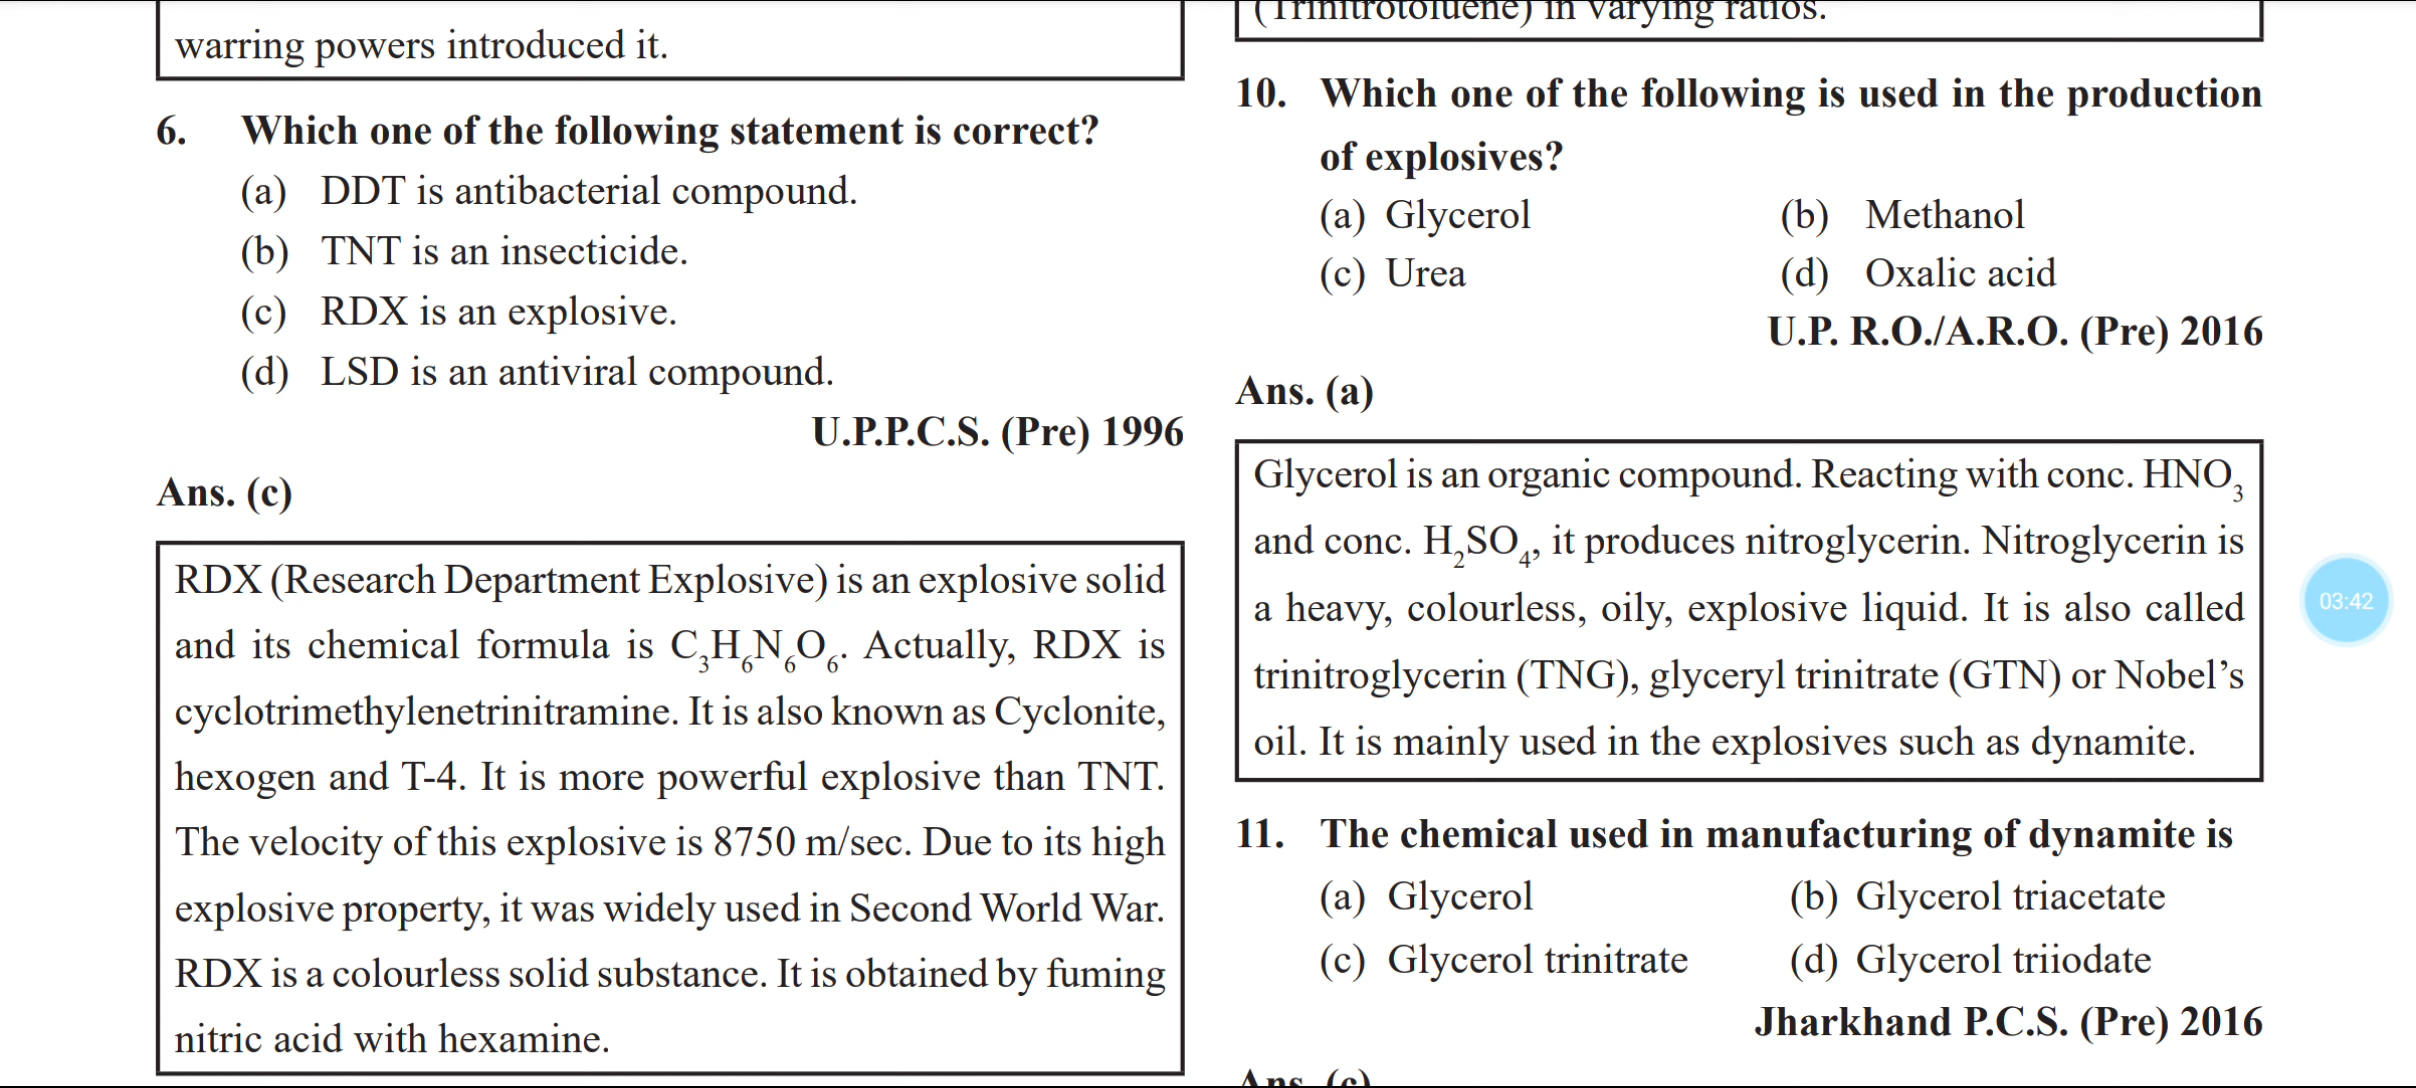 warring powers introduced it.
6. Which one of the following statement is correct?
(a) DDT is antibacterial compound.
(b) TNT is an insecticide.
(c) RDX is an explosive.
(d) LSD is an antiviral compound.
U.P.P.C.S. (Pre) 1996
Ans. (c)
RDX (Research Department Explosive) is an explosive solid
and its chemical formula is C₃H₆N₆O₆. Actually, RDX is
cyclotrimethylenetrinitramine. It is also known as Cyclonite,
hexogen and T-4. It is more powerful explosive than TNT.
The velocity of this explosive is 8750 m/sec. Due to its high
explosive property, it was widely used in Second World War.
RDX is a colourless solid substance. It is obtained by fuming
nitric acid with hexamine.
(Trinitrotoluene) in varying ratios.
10. Which one of the following is used in the production
of explosives?
(a) Glycerol (b) Methanol
(c) Urea (d) Oxalic acid
U.P. R.O./A.R.O. (Pre) 2016
Ans. (a)
Glycerol is an organic compound. Reacting with conc. HNO₃
and conc. H₂SO₄, it produces nitroglycerin. Nitroglycerin is
a heavy, colourless, oily, explosive liquid. It is also called
trinitroglycerin (TNG), glyceryl trinitrate (GTN) or Nobel’s
oil. It is mainly used in the explosives such as dynamite.
11. The chemical used in manufacturing of dynamite is
(a) Glycerol (b) Glycerol triacetate
(c) Glycerol trinitrate (d) Glycerol triiodate
Jharkhand P.C.S. (Pre) 2016
Ans. (c)
03:42